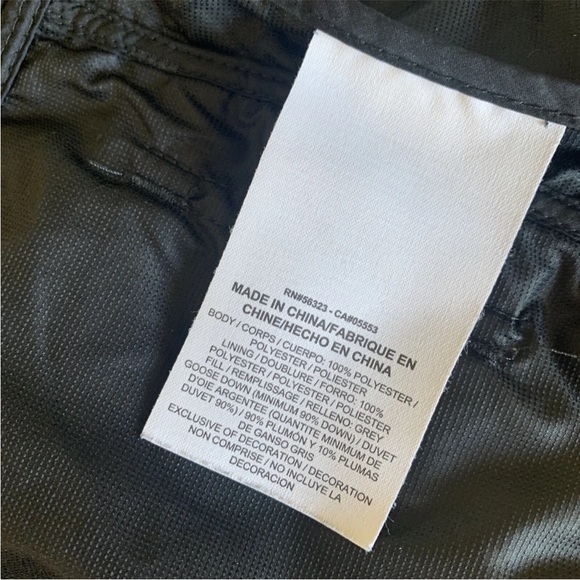 RN#56323 - CA#05553
MADE IN CHINA/FABRIQUE EN
CHINE/HECHO EN CHINA
BODY / CORPS / CUERPO: 100% POLYESTER /
POLYESTER / POLIESTER
LINING / DOUBLURE / FORRO: 100%
POLYESTER / POLYESTER / POLIESTER
FILL / REMPLISSAGE / RELLENO: GREY
GOOSE DOWN (MINIMUM 90% DOWN) / DUVET
D'OIE ARGENTEE (QUANTITE MINIMUM DE
DUVET 90%) / 90% PLUMON Y 10% PLUMAS
DE GANSO GRIS
EXCLUSIVE OF DECORATION / DECORATION
NON COMPRISE / NO INCLUYE LA
DECORACION